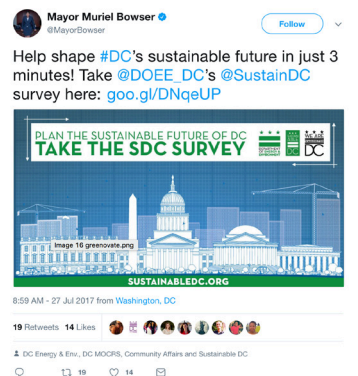 Mayor Muriel Bowser
@MayorBowser
Follow
Help shape #DC's sustainable future in just 3
minutes! Take @DOEE_DC's @SustainDC
survey here: goo.gl/DNqeUP
PLAN THE SUSTAINABLE FUTURE OF DC
TAKE THE SDC SURVEY
WE ARE
DC
Image 16 greenovate.png
SUSTAINABLEDC.ORG
8:59 AM - 27 Jul 2017 from Washington, DC
19 Retweets 14 Likes
DC Energy & Env., DC MOCRS, Community Affairs and Sustainable DC
19
14